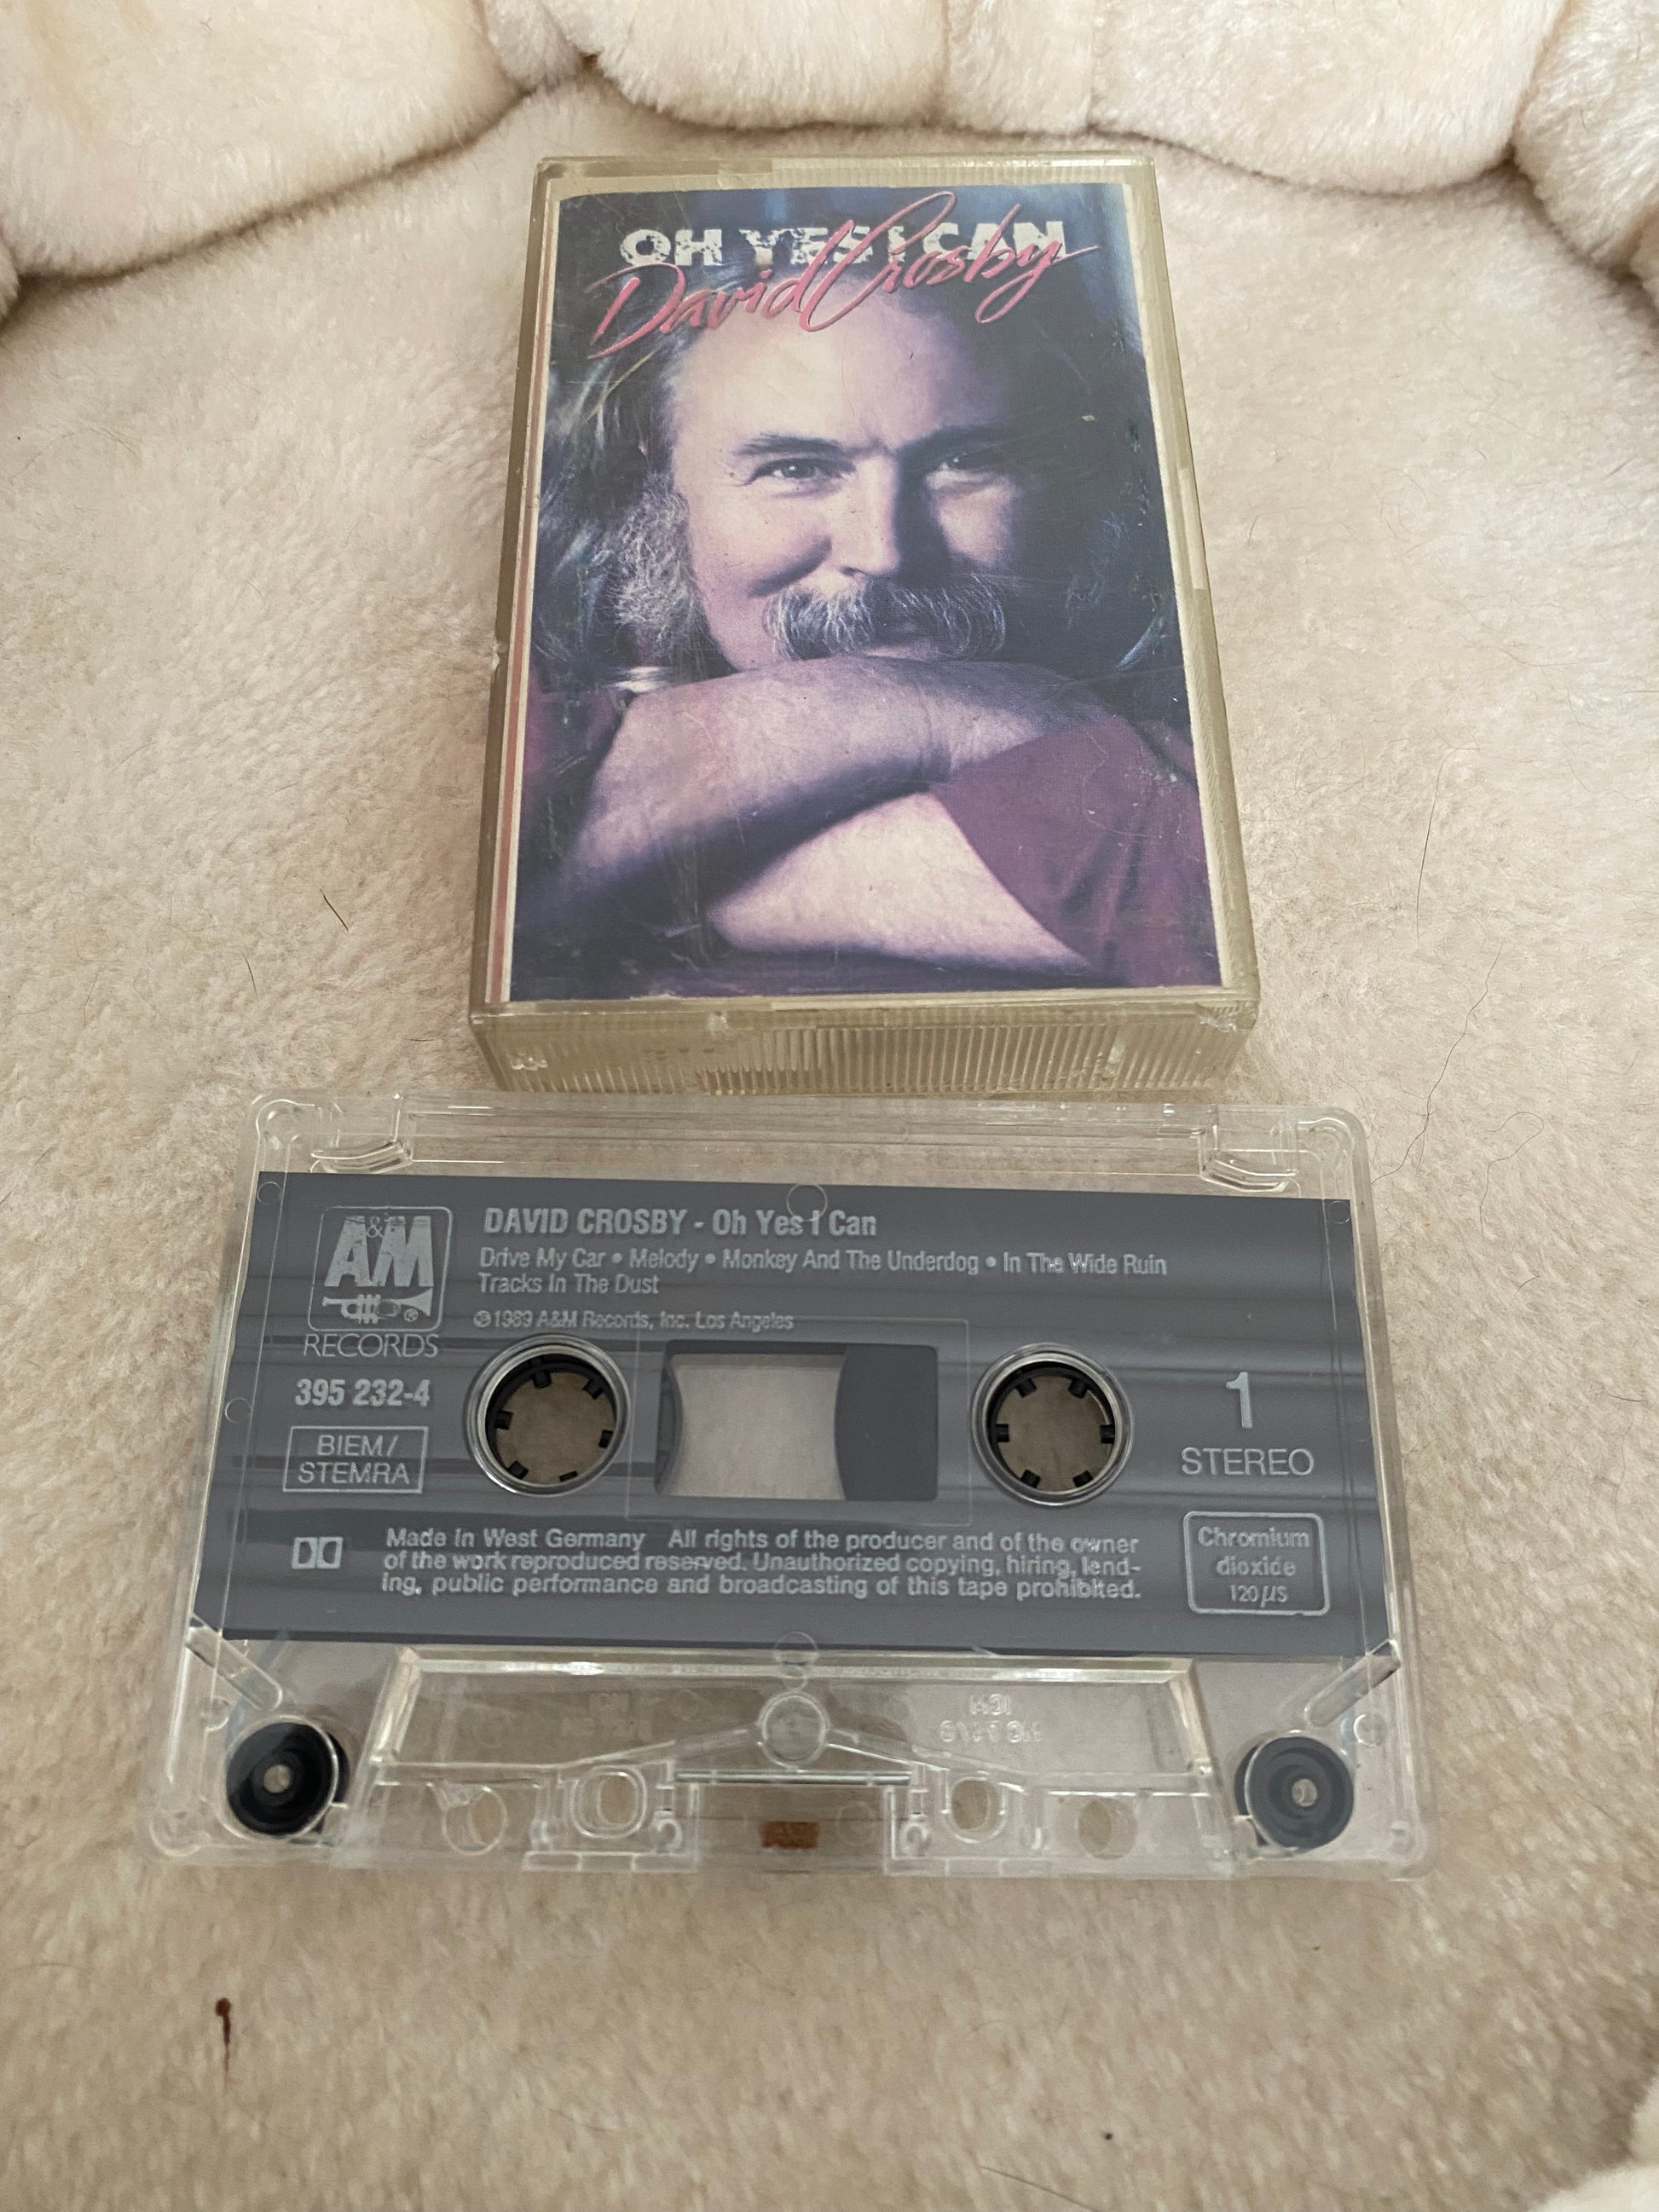 OH YES I CAN
David Crosby
A&M
RECORDS
DAVID CROSBY - Oh Yes I Can
Drive My Car • Melody • Monkey And The Underdog • In The Wide Ruin
Tracks In The Dust
℗ 1989 A&M Records, Inc. Los Angeles
395 232-4
BIEM/
STEMRA
1
STEREO
Made in West Germany All rights of the producer and of the owner
of the work reproduced reserved. Unauthorized copying, hiring, lend-
ing, public performance and broadcasting of this tape prohibited.
Chromium
dioxide
120 µs